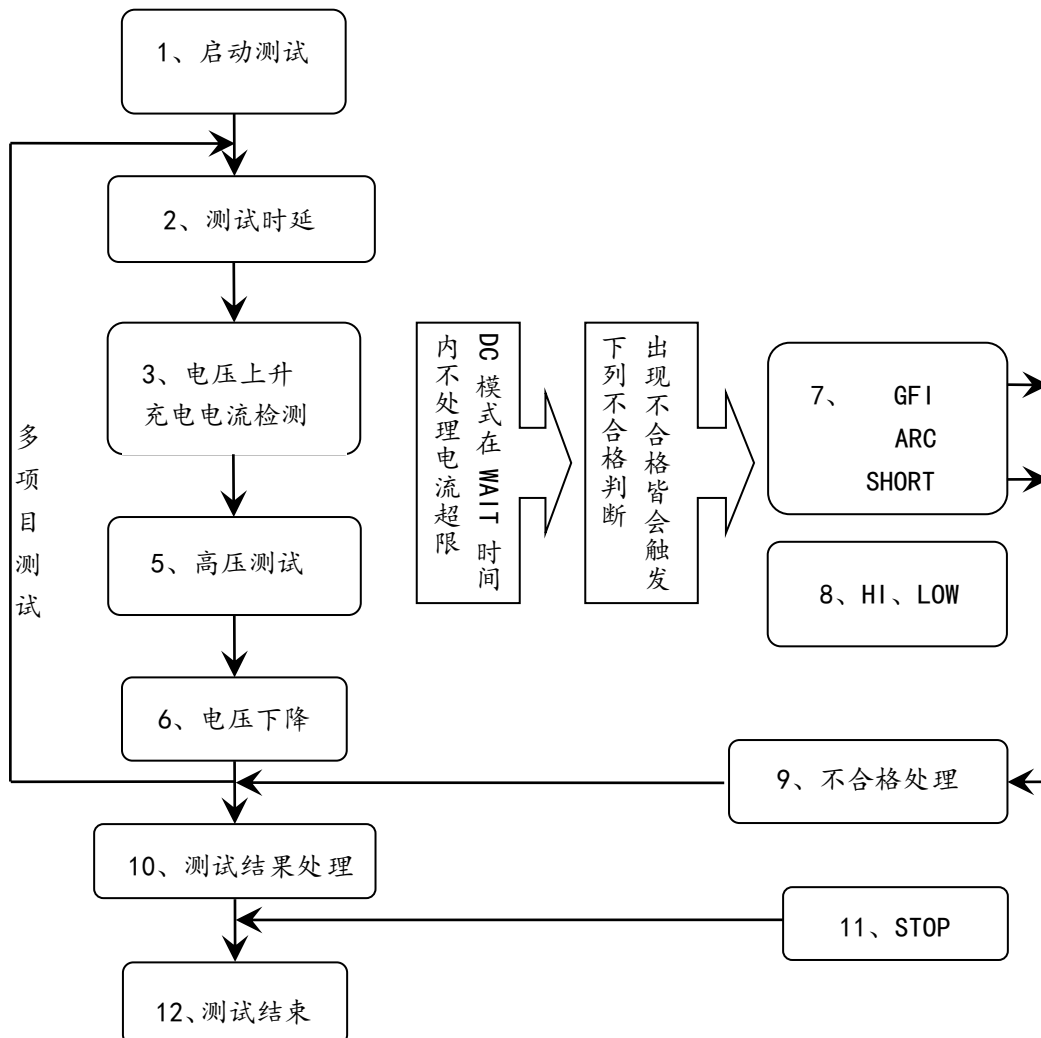 1、启动测试
2、测试时延
3、电压上升
充电电流检测
5、高压测试
6、电压下降
多项目测试
DC 模式在 WAIT 时间
内不处理电流超限
出现不合格皆会触发
下列不合格判断
7、 GFI
ARC
SHORT
8、HI、LOW
9、不合格处理
10、测试结果处理
11、STOP
12、测试结束